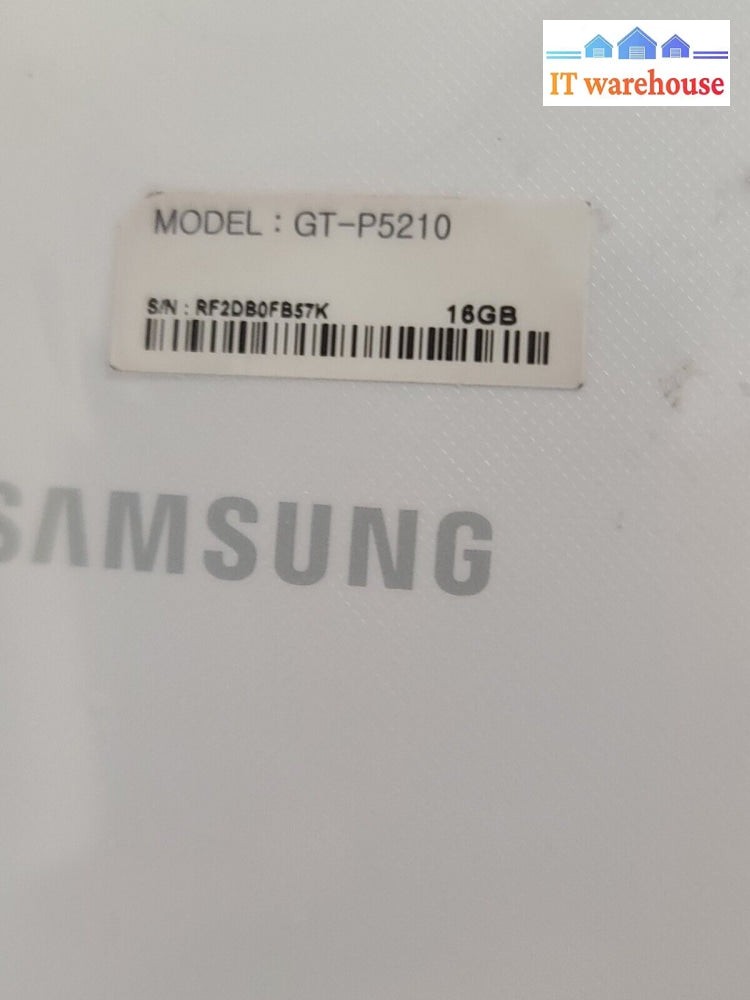 IT warehouse
MODEL : GT-P5210
S/N : RF2DB0FB57K 16GB
SAMSUNG